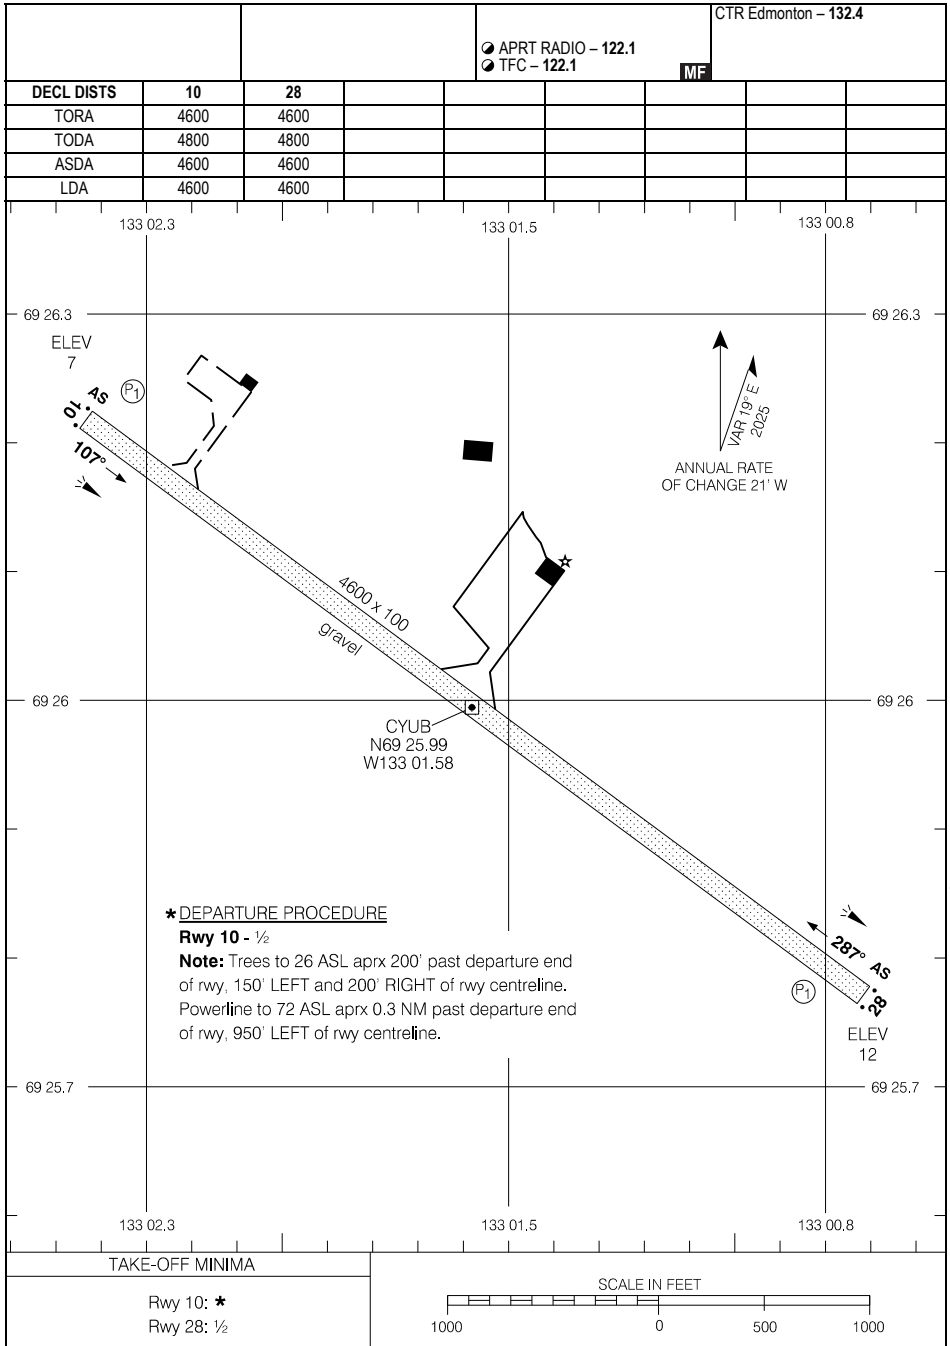 CTR Edmonton – 132.4
APRT RADIO – 122.1
TFC – 122.1
MF
DECL DISTS 10 28
TORA 4600 4600
TODA 4800 4800
ASDA 4600 4600
LDA 4600 4600
133 02.3 133 01.5 133 00.8
69 26.3 69 26.3
ELEV
7
P1
AS
10
107°
VAR 19° E
2025
ANNUAL RATE
OF CHANGE 21' W
4600 x 100
gravel
69 26 69 26
CYUB
N69 25.99
W133 01.58
* DEPARTURE PROCEDURE
Rwy 10 - ½
Note: Trees to 26 ASL aprx 200' past departure end
of rwy, 150' LEFT and 200' RIGHT of rwy centreline.
Powerline to 72 ASL aprx 0.3 NM past departure end
of rwy, 950' LEFT of rwy centreline.
287° AS
P1
28
ELEV
12
69 25.7 69 25.7
133 02.3 133 01.5 133 00.8
TAKE-OFF MINIMA
Rwy 10: *
Rwy 28: ½
SCALE IN FEET
1000 0 500 1000